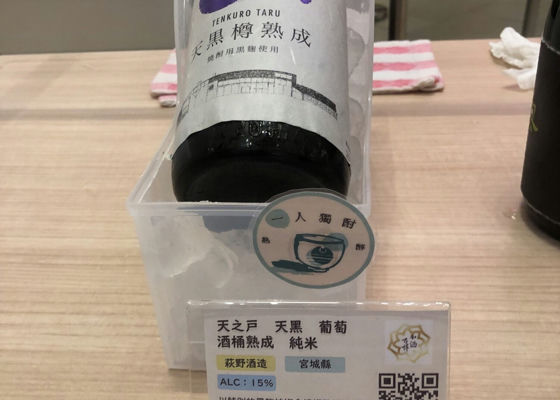 TENKURO TARU
天黒樽熟成
焼酎用黒麹使用
一人獨酎
熟
醇
天之戸 天黒 葡萄
酒桶熟成 純米
萩野酒造 宮城縣
ALC：15%